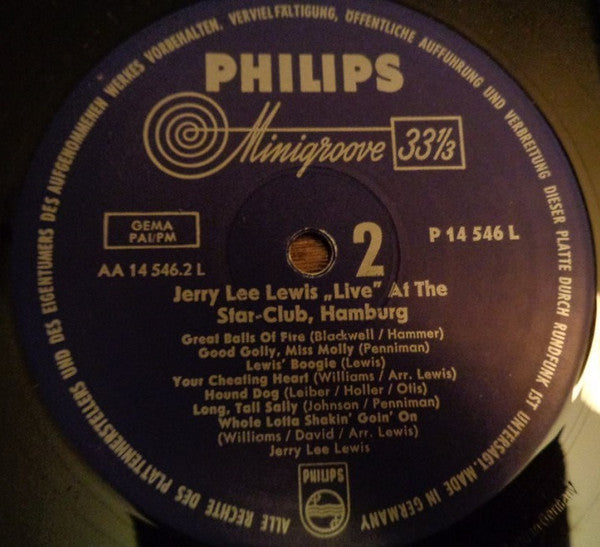 ALLE RECHTE DES PLATTENHERSTELLERS UND DES EIGENTÜMERS DES AUFGENOMMENEN WERKES VORBEHALTEN. VERVIELFÄLTIGUNG, ÖFFENTLICHE AUFFÜHRUNG UND VERBREITUNG DIESER PLATTE DURCH RUNDFUNK IST UNTERSAGT. MADE IN GERMANY
PHILIPS
Minigroove 33⅓
GEMA
PAI/PM
2
P 14 546 L
AA 14 546.2 L
Jerry Lee Lewis „Live” At The
Star-Club, Hamburg
Great Balls Of Fire (Blackwell / Hammer)
Good Golly, Miss Molly (Penniman)
Lewis' Boogie (Lewis)
Your Cheating Heart (Williams / Arr. Lewis)
Hound Dog (Leiber / Holler / Otis)
Long, Tall Sally (Johnson / Penniman)
Whole Lotta Shakin' Goin' On
(Williams / David / Arr. Lewis)
Jerry Lee Lewis
PHILIPS